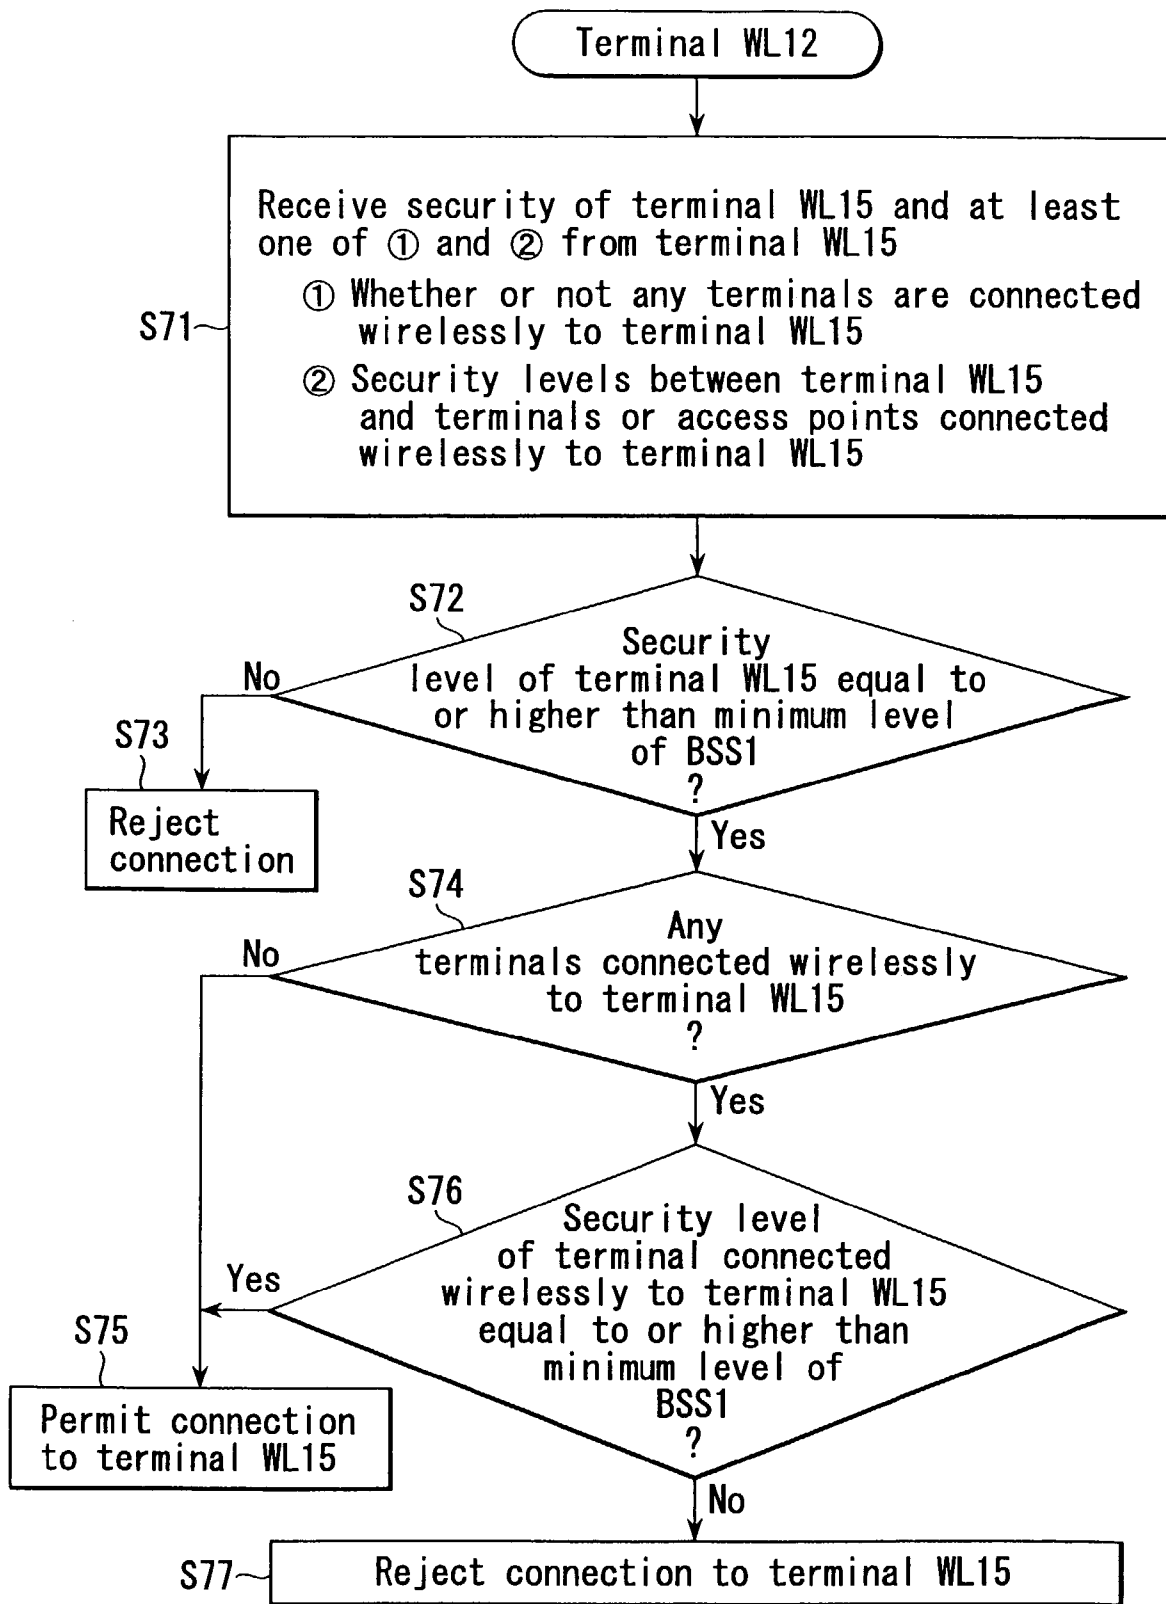 Terminal WL12
Receive security of terminal WL15 and at least
one of ① and ② from terminal WL15
① Whether or not any terminals are connected
wirelessly to terminal WL15
S71
② Security levels between terminal WL15
and terminals or access points connected
wirelessly to terminal WL15
S72
Security
level of terminal WL15 equal to
or higher than minimum level
of BSS1
?
No
S73
Reject
connection
Yes
S74
Any
terminals connected wirelessly
to terminal WL15
?
No
Yes
S76
Security level
of terminal connected
wirelessly to terminal WL15
equal to or higher than
minimum level of
BSS1
?
Yes
S75
Permit connection
to terminal WL15
No
S77
Reject connection to terminal WL15